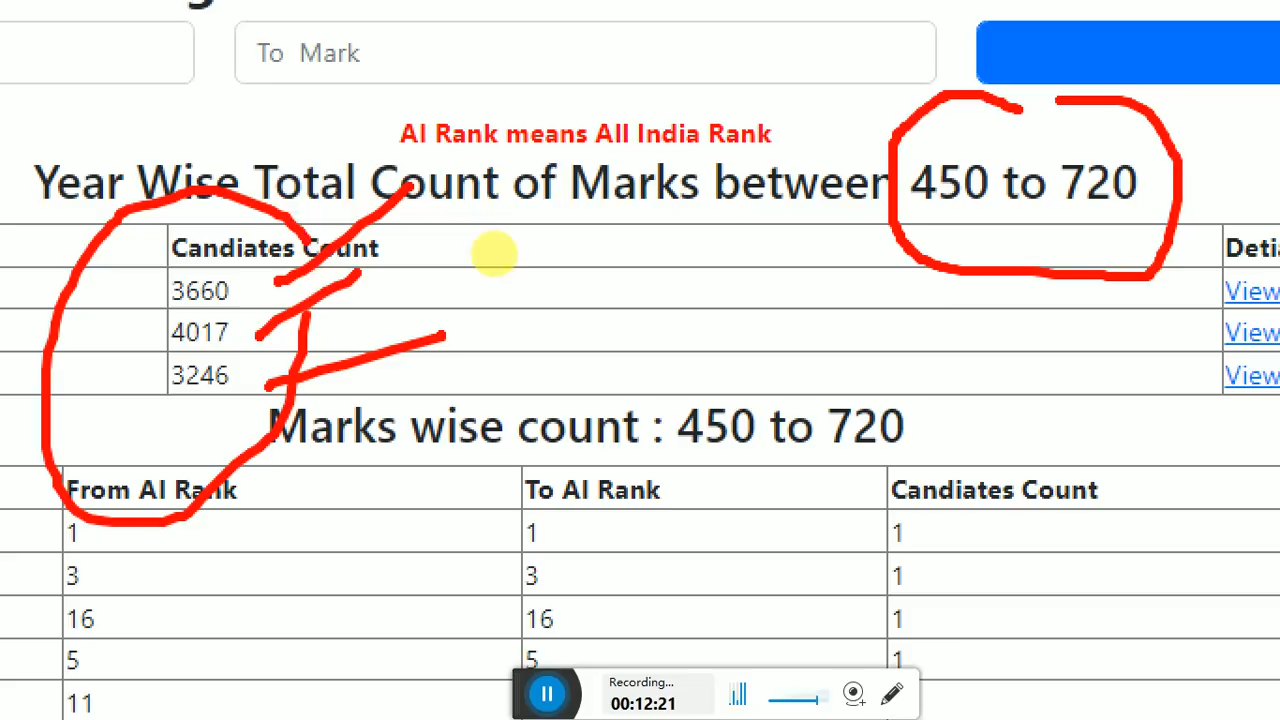 To Mark
AI Rank means All India Rank
Year Wise Total Count of Marks between 450 to 720
Candiates Count
3660 View
4017 View
3246 View
Marks wise count : 450 to 720
From AI Rank To AI Rank Candiates Count
1 1 1
3 3 1
16 16 1
5 5 1
11
Recording...
00:12:21